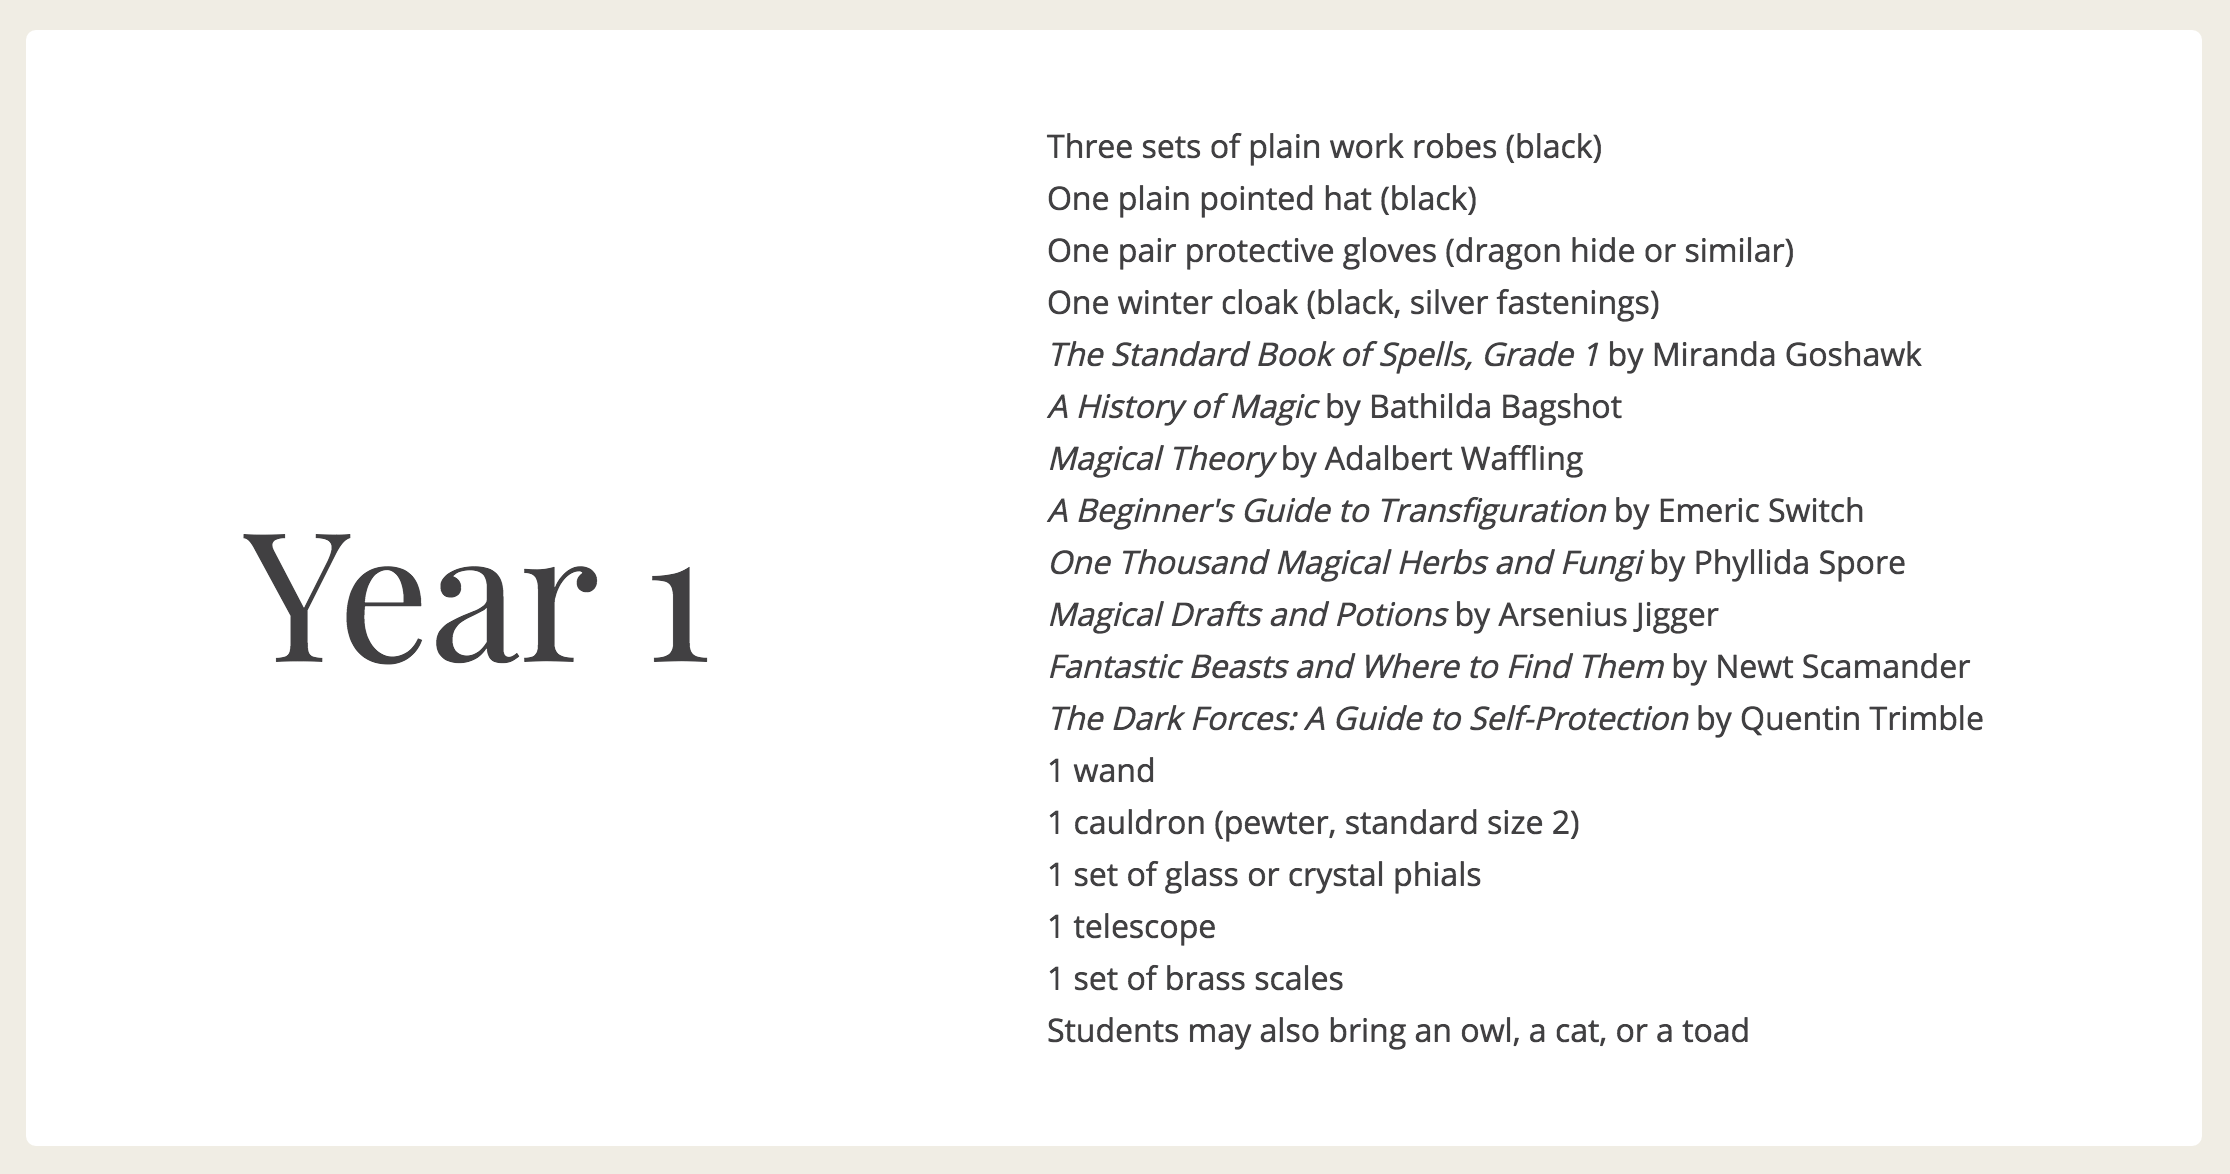 Year 1
Three sets of plain work robes (black)
One plain pointed hat (black)
One pair protective gloves (dragon hide or similar)
One winter cloak (black, silver fastenings)
The Standard Book of Spells, Grade 1 by Miranda Goshawk
A History of Magic by Bathilda Bagshot
Magical Theory by Adalbert Waffling
A Beginner's Guide to Transfiguration by Emeric Switch
One Thousand Magical Herbs and Fungi by Phyllida Spore
Magical Drafts and Potions by Arsenius Jigger
Fantastic Beasts and Where to Find Them by Newt Scamander
The Dark Forces: A Guide to Self-Protection by Quentin Trimble
1 wand
1 cauldron (pewter, standard size 2)
1 set of glass or crystal phials
1 telescope
1 set of brass scales
Students may also bring an owl, a cat, or a toad